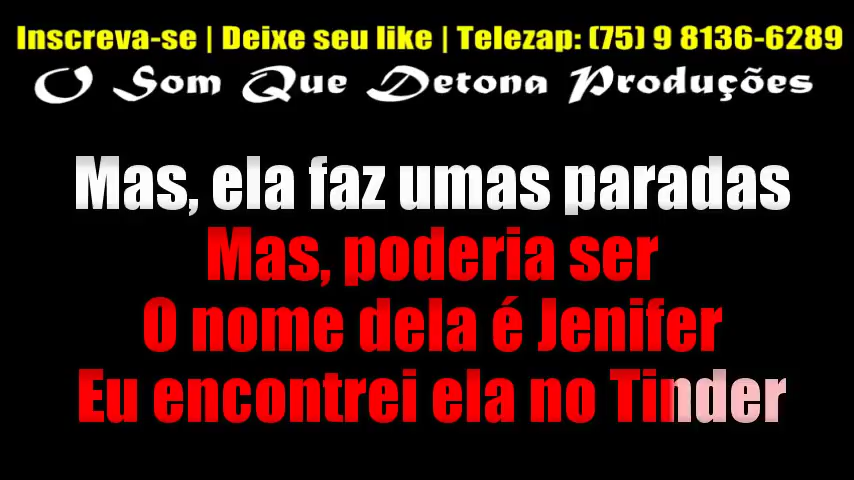 Inscreva-se | Deixe seu like | Telezap: (75) 9 8136-6289
O Som Que Detona Produções
Mas, ela faz umas paradas
Mas, poderia ser
O nome dela é Jenifer
Eu encontrei ela no Tinder